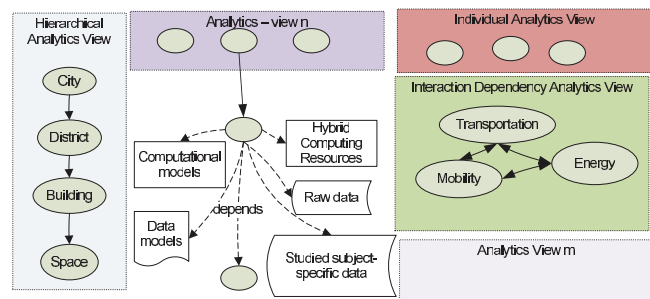 Hierarchical
Analytics View
City
District
Building
Space
Analytics – view n
Computational
models
Hybrid
Computing
Resources
Raw data
depends
Data
models
Studied subject-
specific data
Individual Analytics View
Interaction Dependency Analytics View
Transportation
Mobility
Energy
Analytics View m